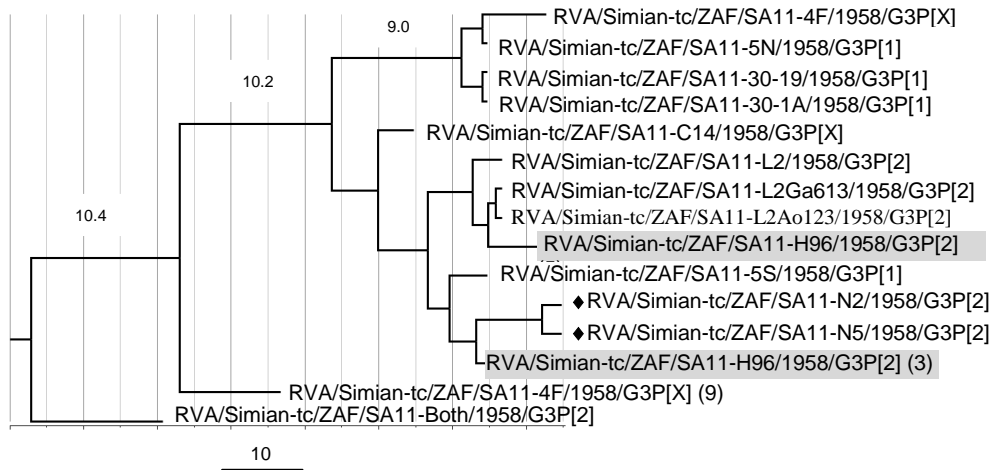 RVA/Simian-tc/ZAF/SA11-4F/1958/G3P[X]
9.0
RVA/Simian-tc/ZAF/SA11-5N/1958/G3P[1]
10.2
RVA/Simian-tc/ZAF/SA11-30-19/1958/G3P[1]
RVA/Simian-tc/ZAF/SA11-30-1A/1958/G3P[1]
RVA/Simian-tc/ZAF/SA11-C14/1958/G3P[X]
RVA/Simian-tc/ZAF/SA11-L2/1958/G3P[2]
RVA/Simian-tc/ZAF/SA11-L2Ga613/1958/G3P[2]
10.4
RVA/Simian-tc/ZAF/SA11-L2Ao123/1958/G3P[2]
RVA/Simian-tc/ZAF/SA11-H96/1958/G3P[2]
RVA/Simian-tc/ZAF/SA11-5S/1958/G3P[1]
♦RVA/Simian-tc/ZAF/SA11-N2/1958/G3P[2]
♦RVA/Simian-tc/ZAF/SA11-N5/1958/G3P[2]
RVA/Simian-tc/ZAF/SA11-H96/1958/G3P[2] (3)
RVA/Simian-tc/ZAF/SA11-4F/1958/G3P[X] (9)
RVA/Simian-tc/ZAF/SA11-Both/1958/G3P[2]
10